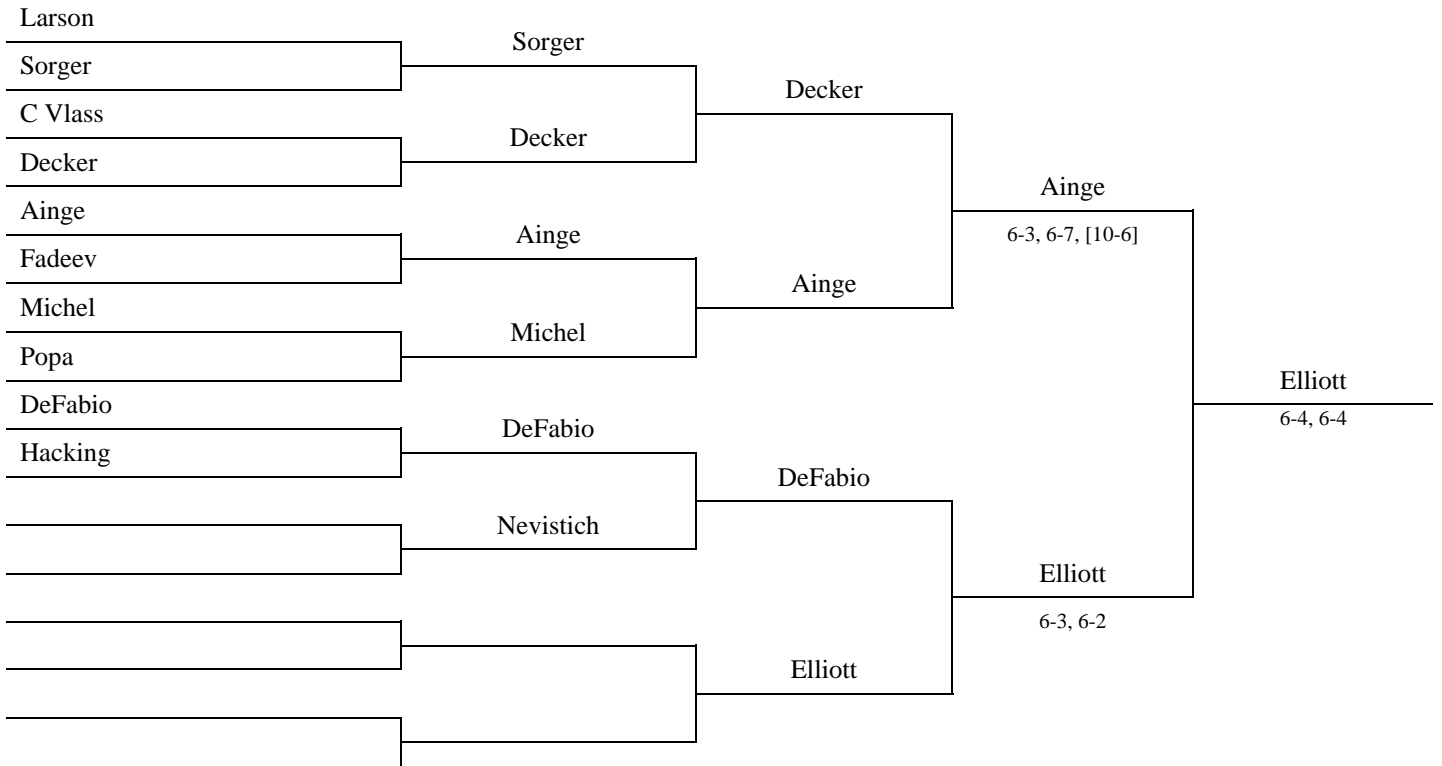 Larson
Sorger
C Vlass
Decker
Ainge
Fadeev
Michel
Popa
DeFabio
Hacking
Sorger
Decker
Ainge
Michel
DeFabio
Nevistich
Decker
Ainge
DeFabio
Elliott
Ainge
6-3, 6-7, [10-6]
Elliott
6-3, 6-2
Elliott
6-4, 6-4